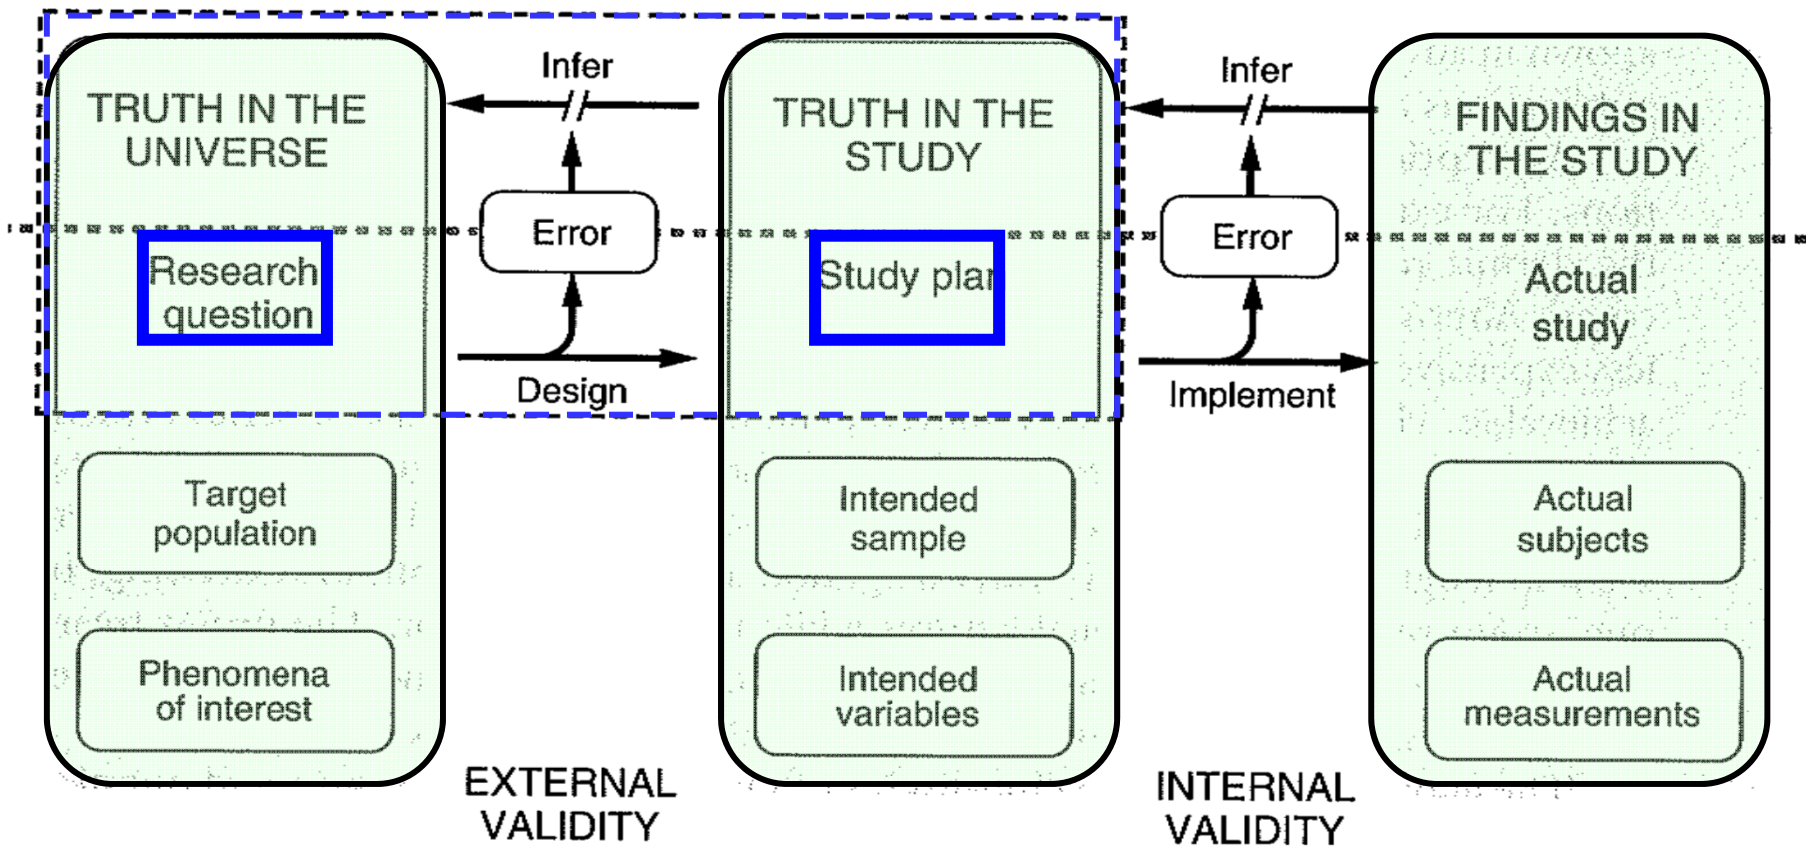 TRUTH IN THE
UNIVERSE
Research
question
Target
population
Phenomena
of interest
Infer
Error
Design
EXTERNAL
VALIDITY
TRUTH IN THE
STUDY
Study plan
Intended
sample
Intended
variables
Infer
Error
Implement
INTERNAL
VALIDITY
FINDINGS IN
THE STUDY
Actual
study
Actual
subjects
Actual
measurements